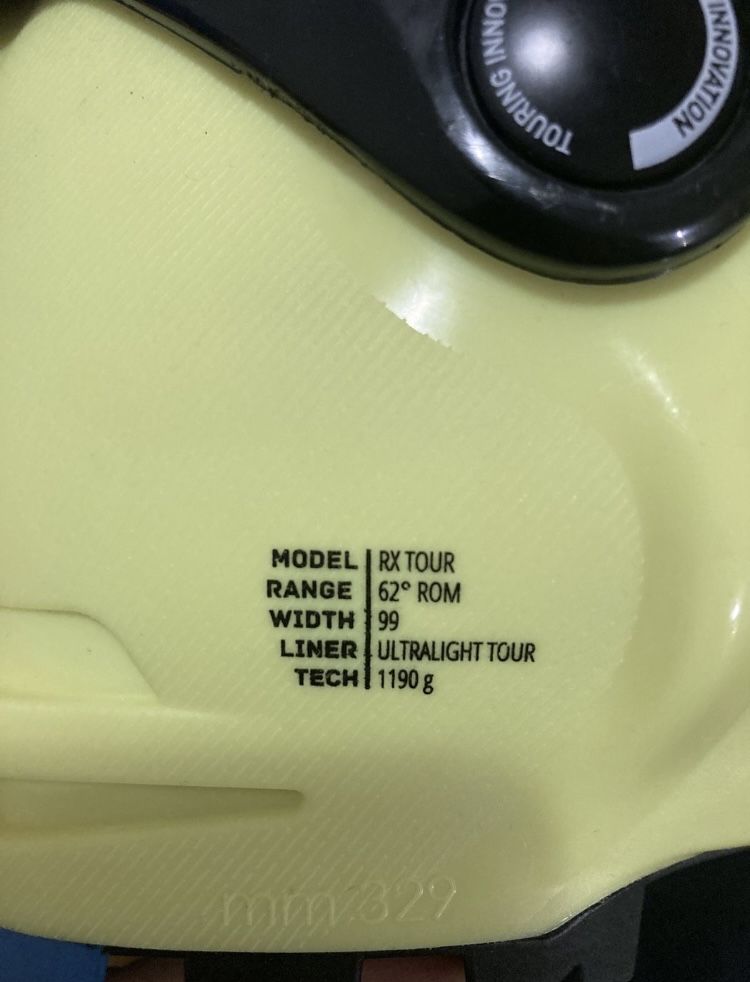 TOURING INNO
INNOVATION
MODEL RX TOUR
RANGE 62° ROM
WIDTH 99
LINER ULTRALIGHT TOUR
TECH 1190 g
mm:329